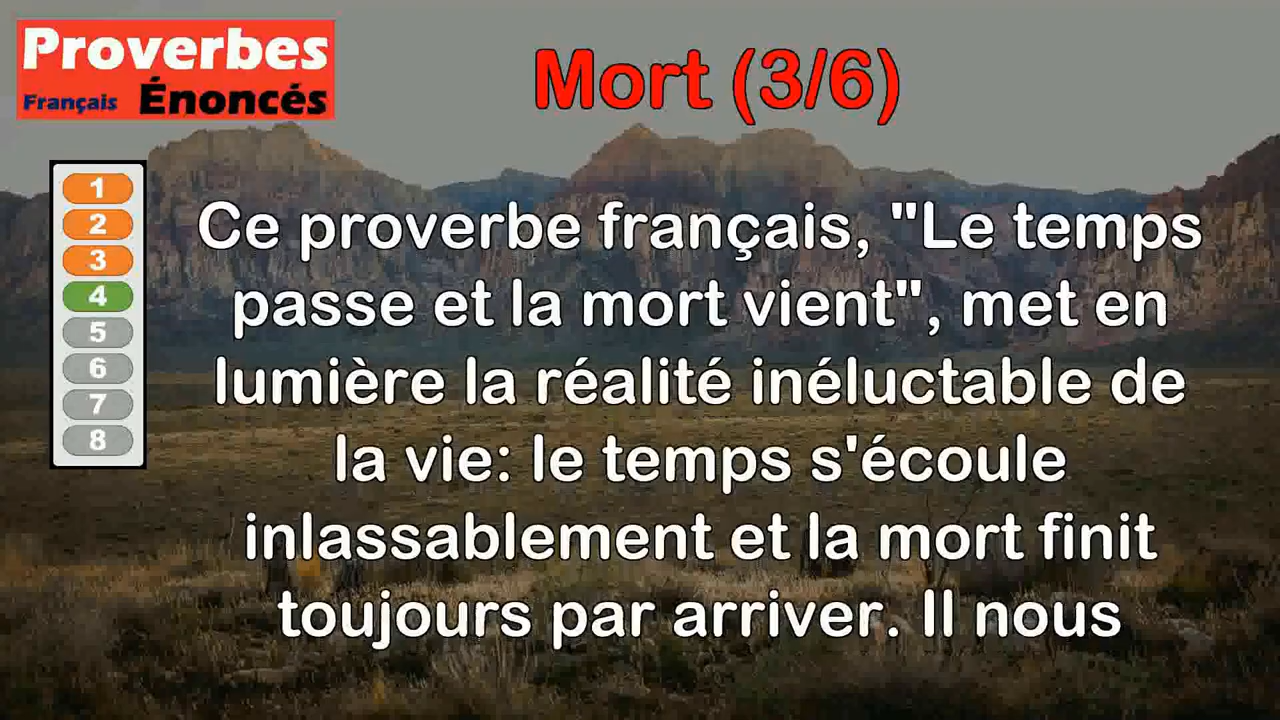 Proverbes
Français Énoncés
Mort (3/6)
1
2
3
4
5
6
7
8
Ce proverbe français, "Le temps
passe et la mort vient", met en
lumière la réalité inéluctable de
la vie: le temps s'écoule
inlassablement et la mort finit
toujours par arriver. Il nous